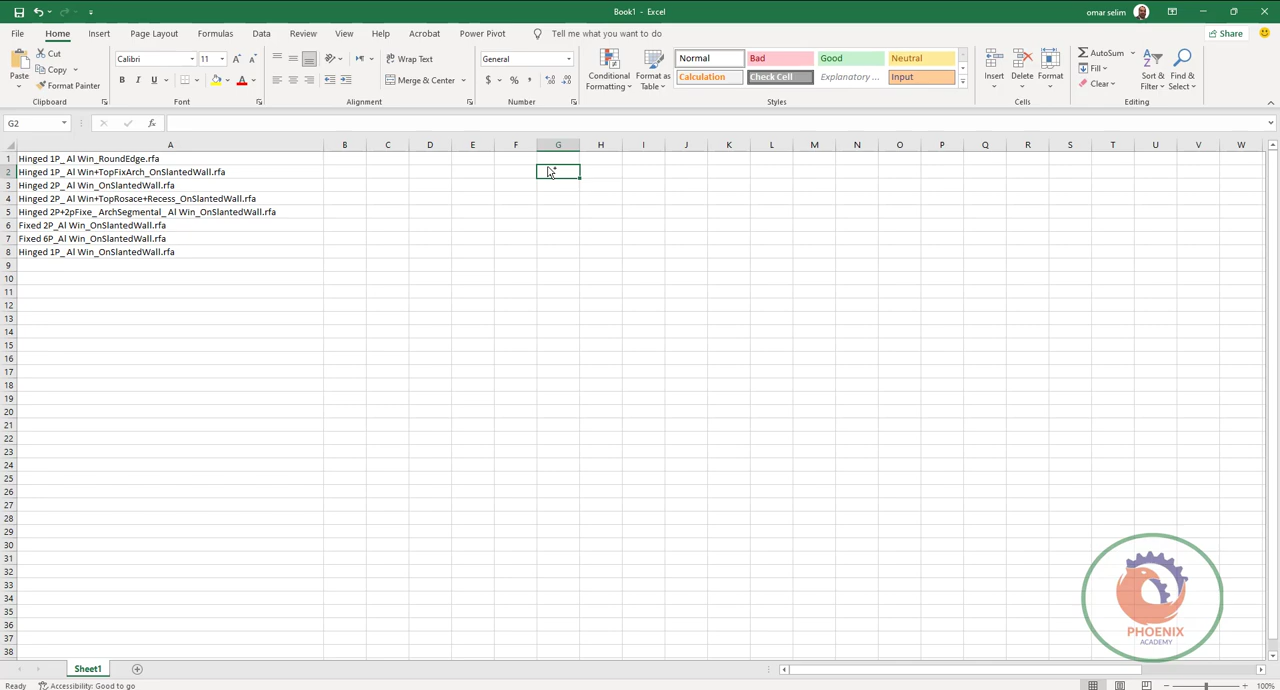 Book1 - Excel
omar selim
File Home Insert Page Layout Formulas Data Review View Help Acrobat Power Pivot Tell me what you want to do
Share
Paste
Cut
Copy
Format Painter
Clipboard
Calibri 11
B I U
Font
Wrap Text
Merge & Center
Alignment
General
$ % ,
Number
Conditional Formatting
Format as Table
Normal Bad Good Neutral
Calculation Check Cell Explanatory ... Input
Styles
Insert Delete Format
Cells
AutoSum
Fill
Clear
Sort & Filter
Find & Select
Editing
G2
fx
A B C D E F G H I J K L M N O P Q R S T U V W
1 Hinged 1P_ Al Win_RoundEdge.rfa
2 Hinged 1P_ Al Win+TopFixArch_OnSlantedWall.rfa
3 Hinged 2P_ Al Win_OnSlantedWall.rfa
4 Hinged 2P_ Al Win+TopRosace+Recess_OnSlantedWall.rfa
5 Hinged 2P+2pFixe_ ArchSegmental_ Al Win_OnSlantedWall.rfa
6 Fixed 2P_Al Win_OnSlantedWall.rfa
7 Fixed 6P_Al Win_OnSlantedWall.rfa
8 Hinged 1P_ Al Win_OnSlantedWall.rfa
9
10
11
12
13
14
15
16
17
18
19
20
21
22
23
24
25
26
27
28
29
30
31
32
33
34
35
36
37
38
PHOENIX
ACADEMY
Sheet1
Ready
Accessibility: Good to go
100%